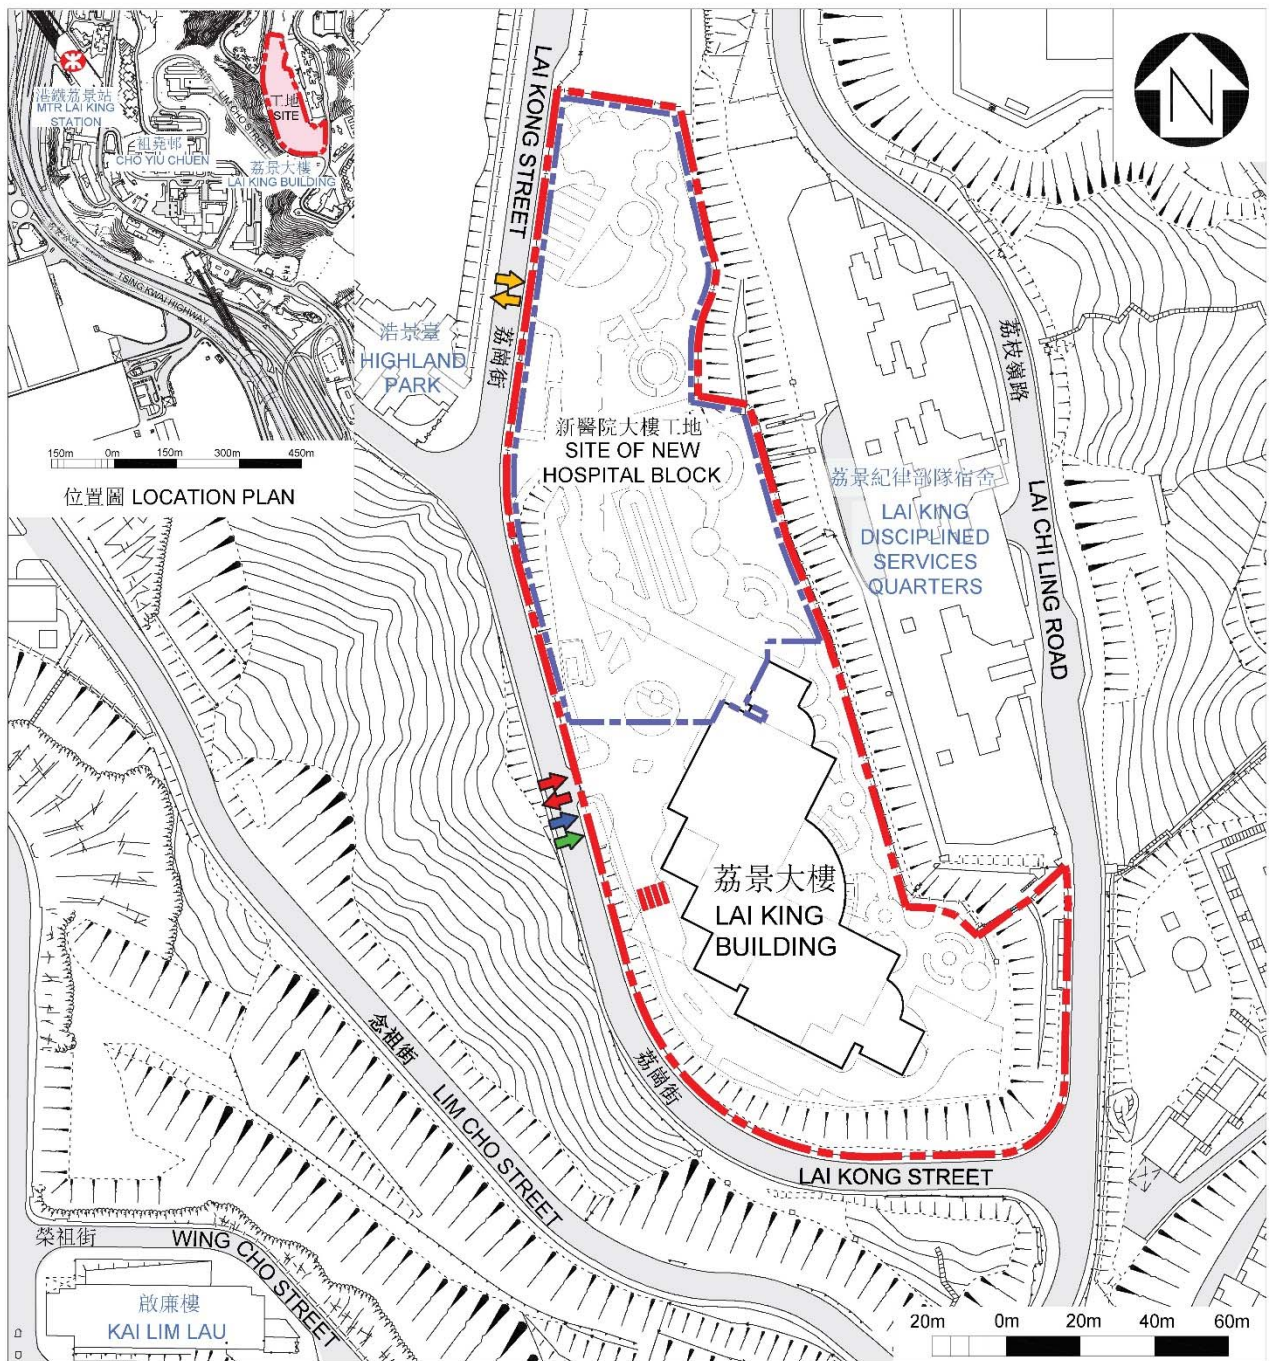 港鐵荔景站
MTR LAI KING
STATION
祖堯邨
CHO YIU CHUEN
LIM CHO STREET
工地
SITE
荔景大樓
LAI KING BUILDING
TSING KWAI HIGHWAY
150m 0m 150m 300m 450m
位置圖 LOCATION PLAN
N
LAI KONG STREET
荔崗街
浩景臺
HIGHLAND
PARK
新醫院大樓工地
SITE OF NEW
HOSPITAL BLOCK
荔枝嶺路
LAI CHI LING ROAD
荔景紀律部隊宿舍
LAI KING
DISCIPLINED
SERVICES
QUARTERS
荔景大樓
LAI KING
BUILDING
荔崗街
LAI KONG STREET
念祖街
LIM CHO STREET
榮祖街
WING CHO STREET
啟廉樓
KAI LIM LAU
20m 0m 20m 40m 60m